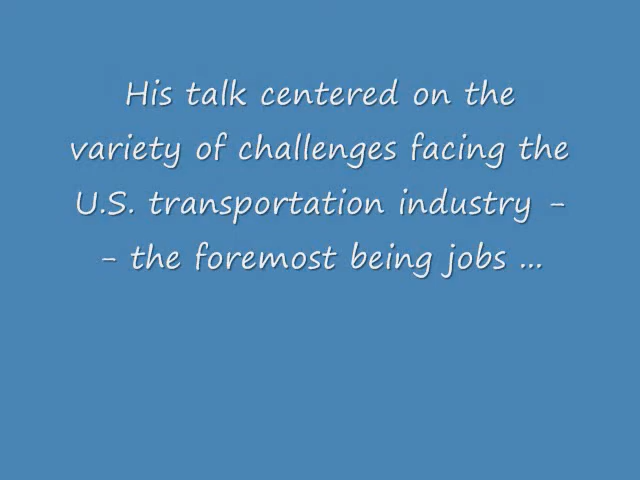 His talk centered on the
variety of challenges facing the
U.S. transportation industry -
- the foremost being jobs ...